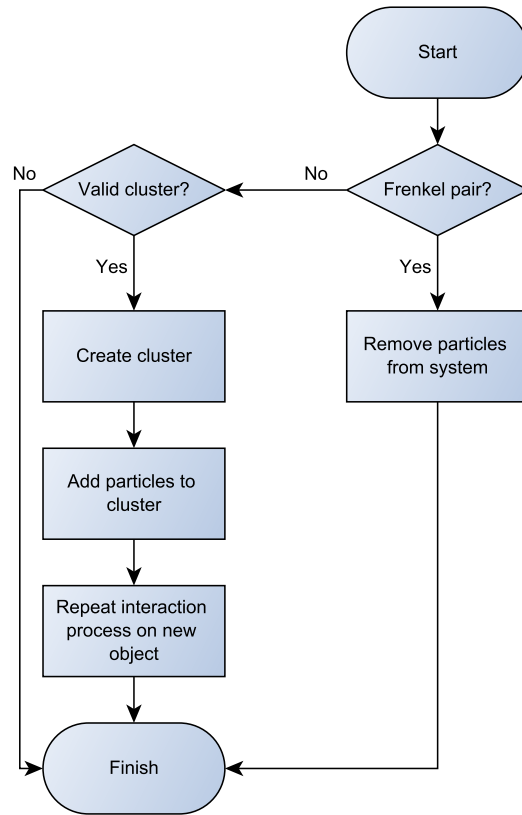 Start
No
Valid cluster?
No
Frenkel pair?
Yes
Yes
Create cluster
Remove particles
from system
Add particles to
cluster
Repeat interaction
process on new
object
Finish